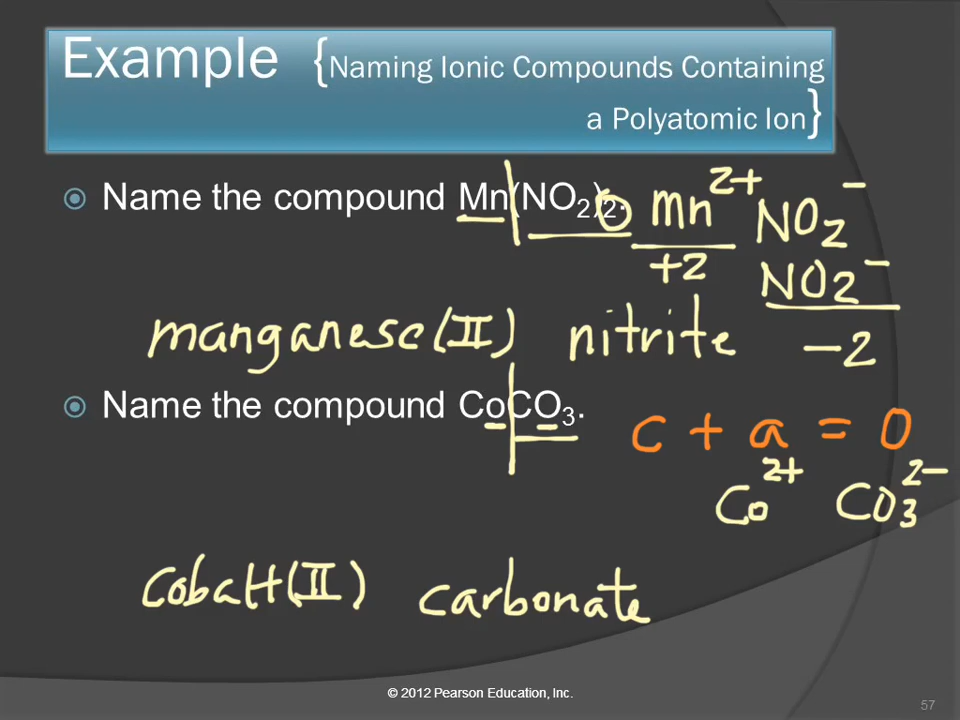 Example {Naming Ionic Compounds Containing
a Polyatomic Ion}
Name the compound Mn(NO₂)₂. Mn²⁺ NO₂⁻
+2 NO2⁻
manganese(II) nitrite -2
Name the compound CoCO₃. c + a = 0
Co²⁺ CO₃²⁻
cobalt(II) carbonate
© 2012 Pearson Education, Inc.
57